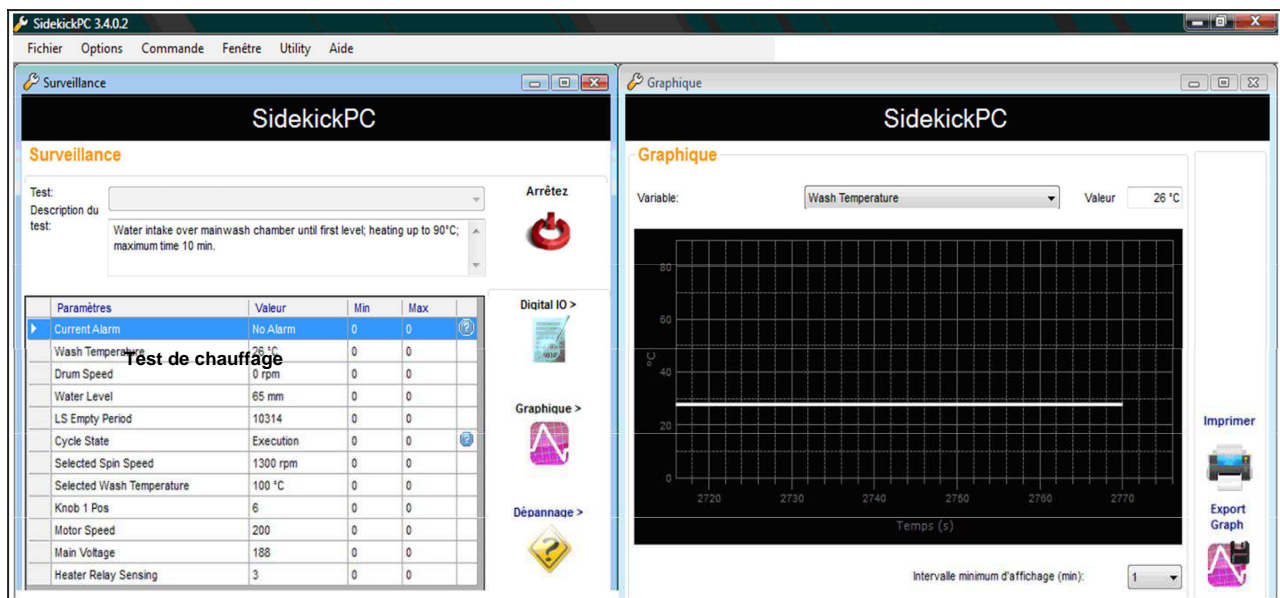 SidekickPC 3.4.0.2
Fichier Options Commande Fenêtre Utility Aide
Surveillance
SidekickPC
Surveillance
Test:
Description du
test:
Water intake over mainwash chamber until first level; heating up to 90°C;
maximum time 10 min.
Arrêtez
Paramètres Valeur Min Max
Current Alarm No Alarm 0 0
Wash Temperature 26 °C 0 0
Test de chauffage
Drum Speed 0 rpm 0 0
Water Level 65 mm 0 0
LS Empty Period 10314 0 0
Cycle State Execution 0 0
Selected Spin Speed 1300 rpm 0 0
Selected Wash Temperature 100 °C 0 0
Knob 1 Pos 6 0 0
Motor Speed 200 0 0
Main Voltage 188 0 0
Heater Relay Sensing 3 0 0
Digital IO >
Graphique >
Dépannage >
Graphique
SidekickPC
Graphique
Variable: Wash Temperature Valeur 26 °C
80
60
40
20
0
°C
2720 2730 2740 2750 2760 2770
Temps (s)
Intervalle minimum d'affichage (min): 1
Imprimer
Export
Graph